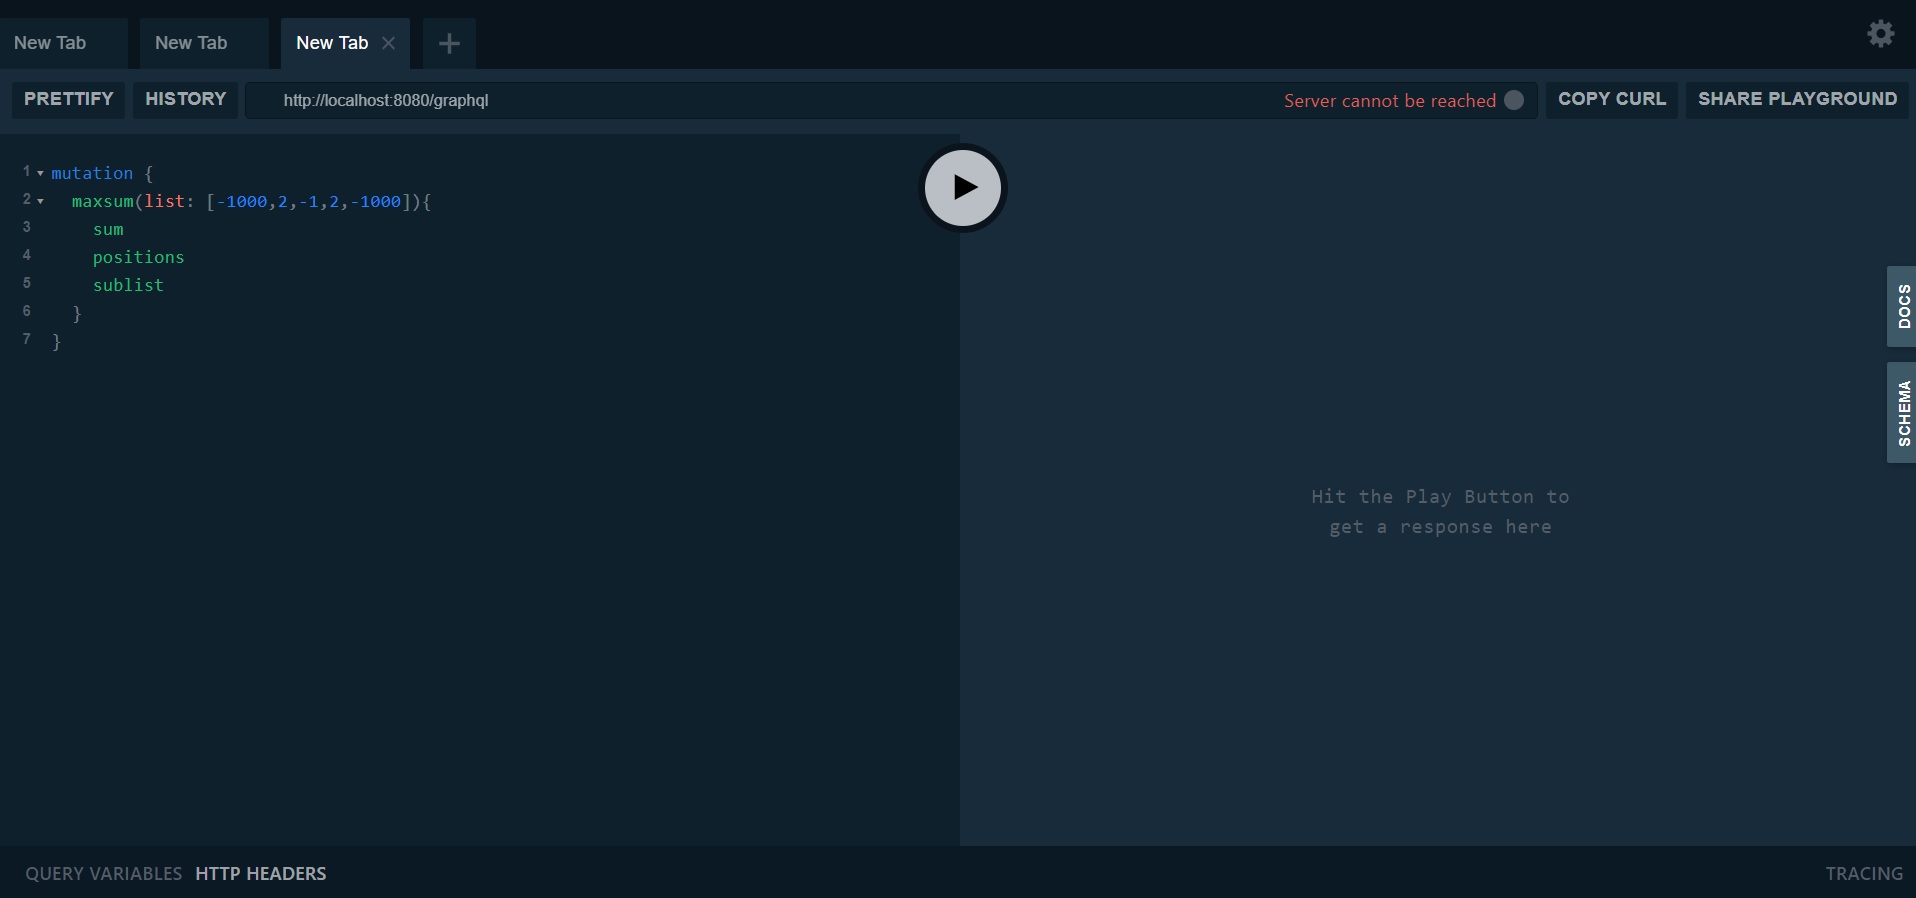 New Tab
New Tab
New Tab
PRETTIFY
HISTORY
http://localhost:8080/graphql
Server cannot be reached
COPY CURL
SHARE PLAYGROUND
1 mutation {
2 maxsum(list: [-1000,2,-1,2,-1000]){
3 sum
4 positions
5 sublist
6 }
7 }
Hit the Play Button to
get a response here
DOCS
SCHEMA
QUERY VARIABLES
HTTP HEADERS
TRACING